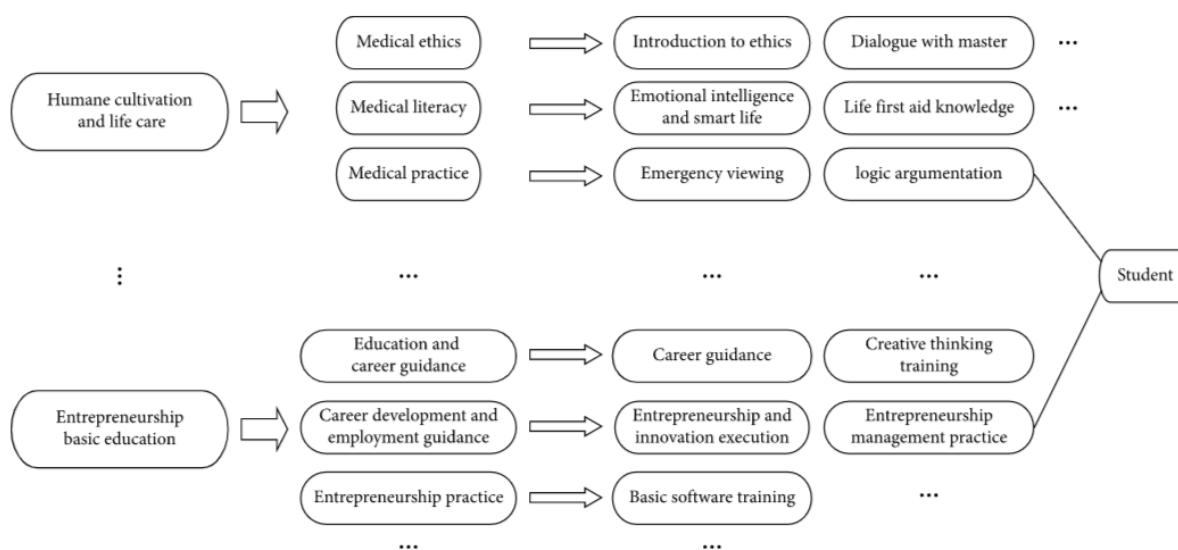 Medical ethics
Introduction to ethics
Dialogue with master
...
Humane cultivation
and life care
Medical literacy
Emotional intelligence
and smart life
Life first aid knowledge
...
Medical practice
Emergency viewing
logic argumentation
...
...
...
...
Student
Education and
career guidance
Career guidance
Creative thinking
training
Entrepreneurship
basic education
Career development and
employment guidance
Entrepreneurship and
innovation execution
Entrepreneurship
management practice
Entrepreneurship practice
Basic software training
...
...
...